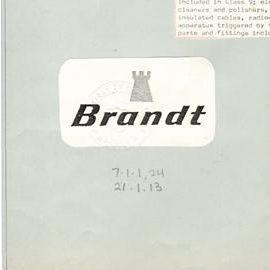 included in Class 9; el
cleaners and polishers,
insulated cables, radio-
apparatus triggered by
parts and fittings inclu
Brandt
7.1.1,24
21.1.13